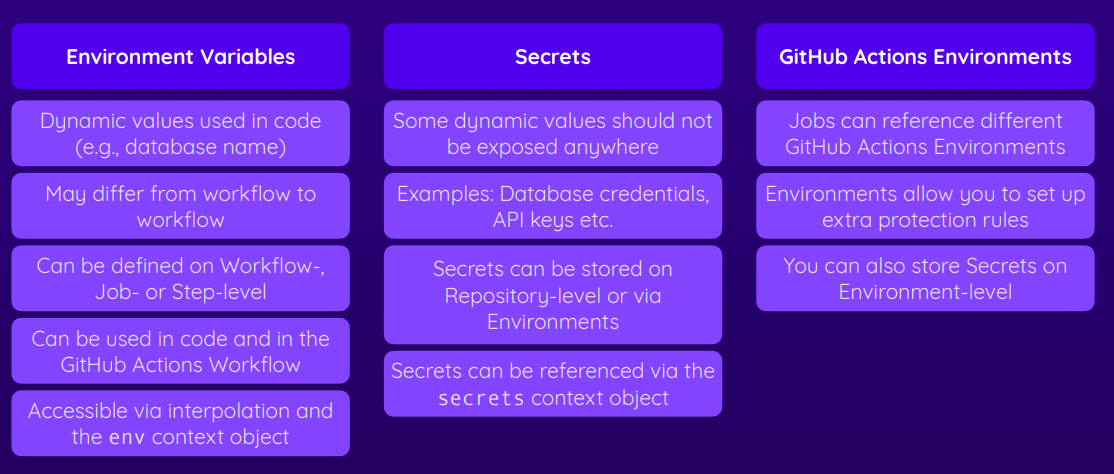 Environment Variables
Dynamic values used in code
(e.g., database name)
May differ from workflow to
workflow
Can be defined on Workflow-,
Job- or Step-level
Can be used in code and in the
GitHub Actions Workflow
Accessible via interpolation and
the env context object
Secrets
Some dynamic values should not
be exposed anywhere
Examples: Database credentials,
API keys etc.
Secrets can be stored on
Repository-level or via
Environments
Secrets can be referenced via the
secrets context object
GitHub Actions Environments
Jobs can reference different
GitHub Actions Environments
Environments allow you to set up
extra protection rules
You can also store Secrets on
Environment-level